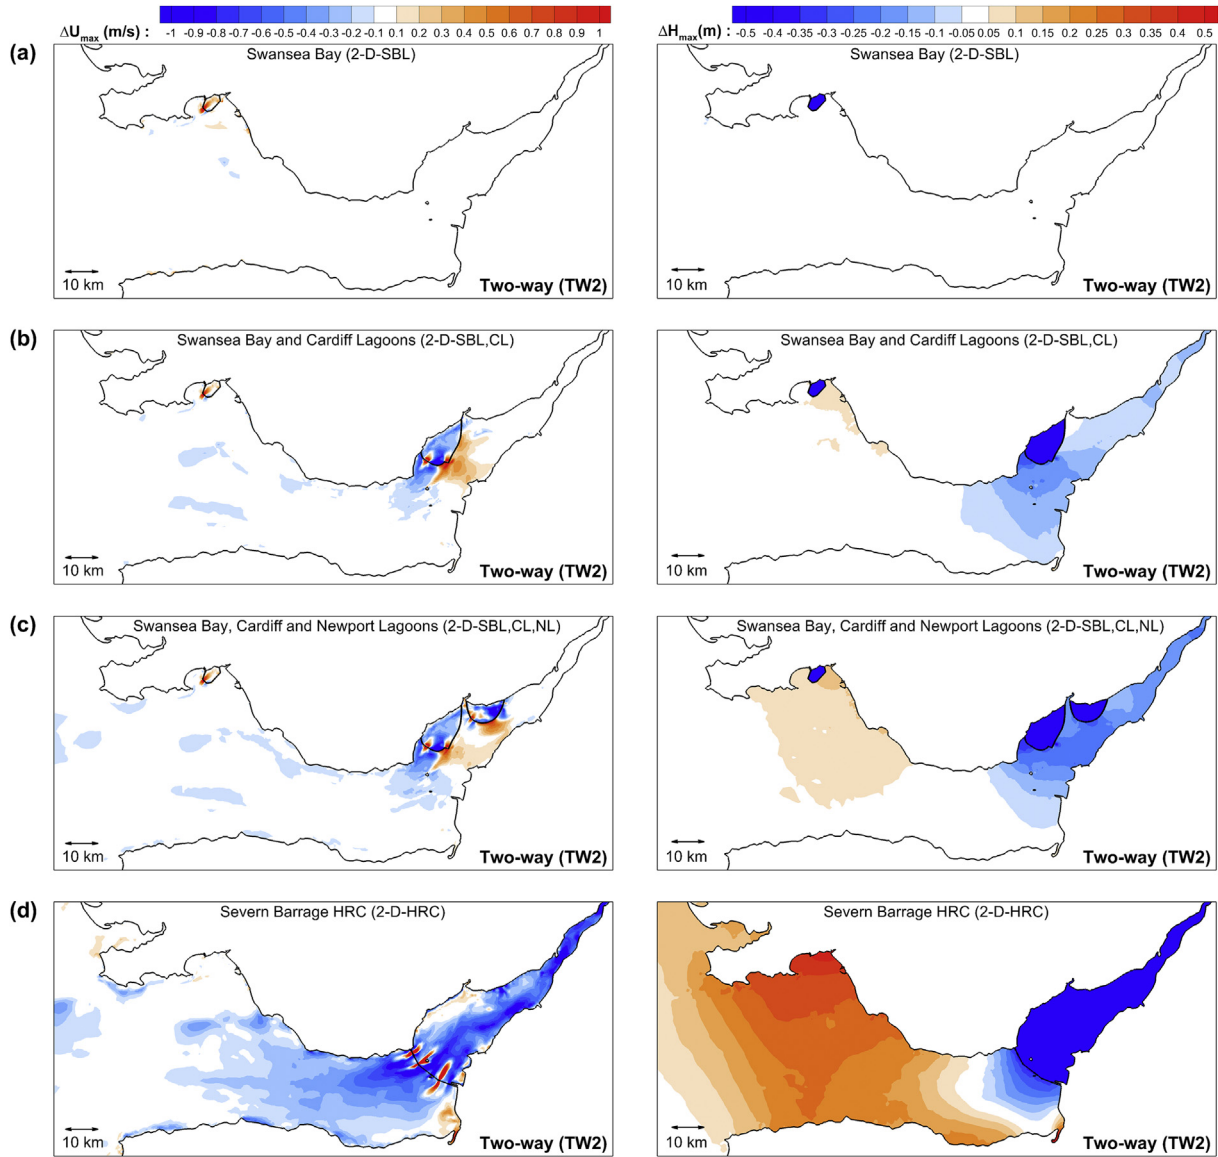 ΔUmax (m/s) : -1 -0.9 -0.8 -0.7 -0.6 -0.5 -0.4 -0.3 -0.2 -0.1 0.1 0.2 0.3 0.4 0.5 0.6 0.7 0.8 0.9 1
ΔHmax(m) : -0.5 -0.45 -0.4 -0.35 -0.3 -0.25 -0.2 -0.15 -0.1 -0.05 0.05 0.1 0.15 0.2 0.25 0.3 0.35 0.4 0.45 0.5
(a)
Swansea Bay (2-D-SBL)
10 km
Two-way (TW2)
Swansea Bay (2-D-SBL)
10 km
Two-way (TW2)
(b)
Swansea Bay and Cardiff Lagoons (2-D-SBL,CL)
10 km
Two-way (TW2)
Swansea Bay and Cardiff Lagoons (2-D-SBL,CL)
10 km
Two-way (TW2)
(c)
Swansea Bay, Cardiff and Newport Lagoons (2-D-SBL,CL,NL)
10 km
Two-way (TW2)
Swansea Bay, Cardiff and Newport Lagoons (2-D-SBL,CL,NL)
10 km
Two-way (TW2)
(d)
Severn Barrage HRC (2-D-HRC)
10 km
Two-way (TW2)
Severn Barrage HRC (2-D-HRC)
10 km
Two-way (TW2)